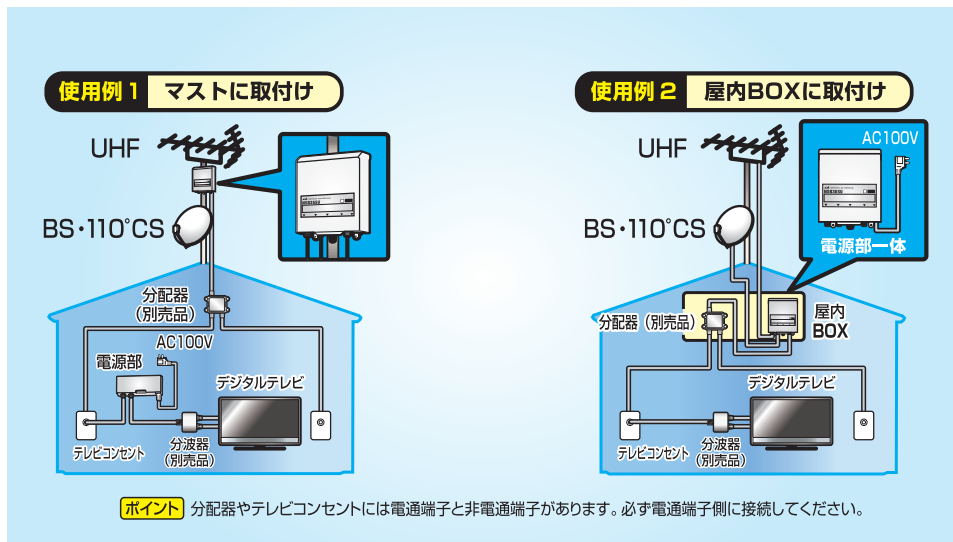 使用例1 マストに取付け
UHF
BS・110°CS
分配器
(別売品)
AC100V
電源部
デジタルテレビ
テレビコンセント
分波器
(別売品)
使用例2 屋内BOXに取付け
UHF
AC100V
BS・110°CS
電源部一体
分配器(別売品)
屋内
BOX
デジタルテレビ
テレビコンセント
分波器
(別売品)
ポイント 分配器やテレビコンセントには電通端子と非電通端子があります。必ず電通端子側に接続してください。